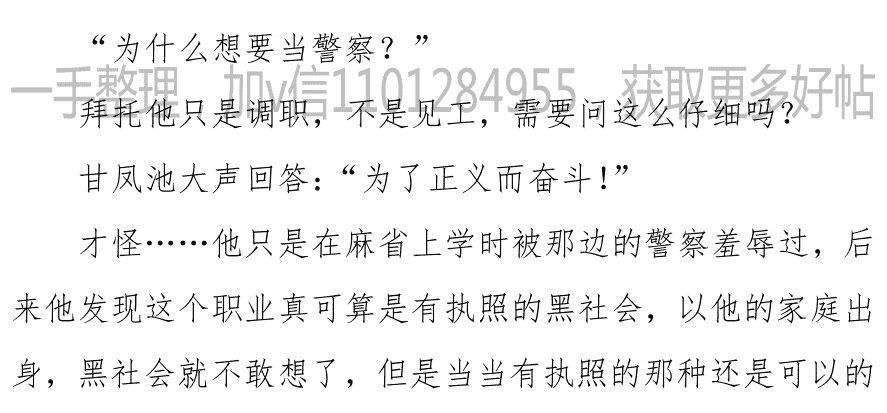 “为什么想要当警察？”
一手整理，加v信1101284955，获取更多好帖
拜托他只是调职，不是见工，需要问这么仔细吗？
甘凤池大声回答：“为了正义而奋斗！”
才怪……他只是在麻省上学时被那边的警察羞辱过，后
来他发现这个职业真可算是有执照的黑社会，以他的家庭出
身，黑社会就不敢想了，但是当当有执照的那种还是可以的